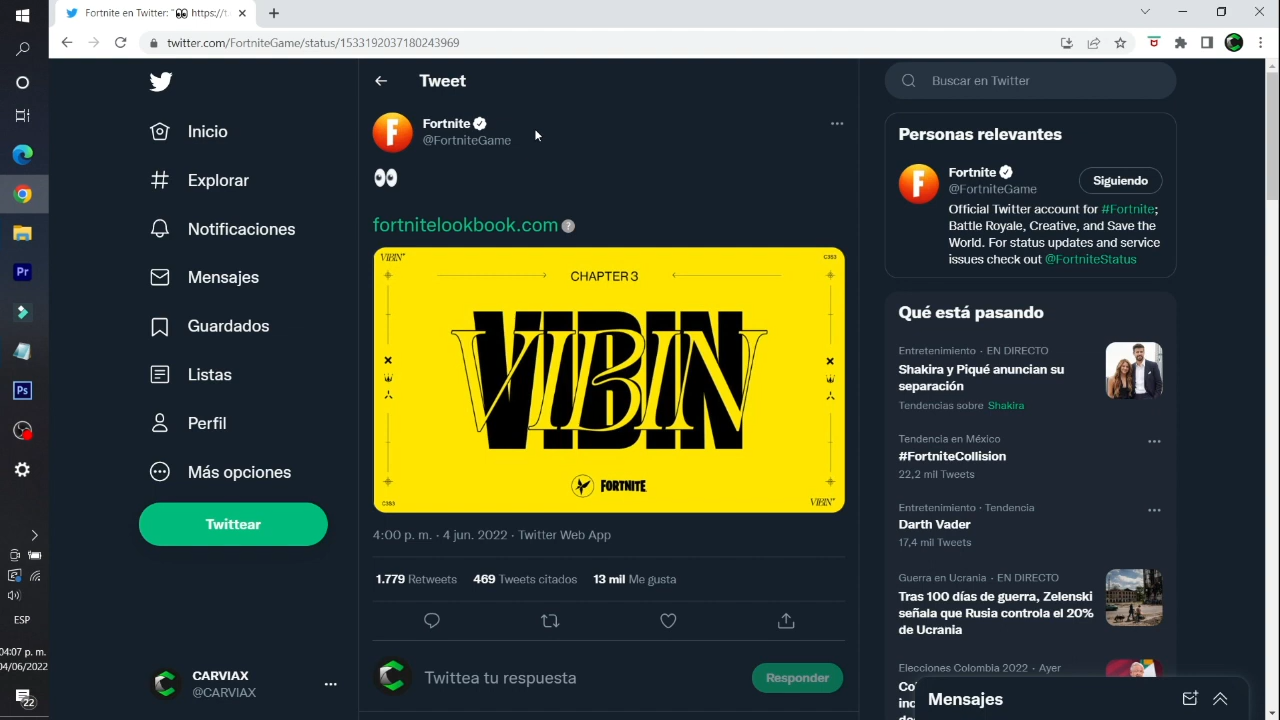 Fortnite en Twitter: "👀 https://t
twitter.com/FortniteGame/status/1533192037180243969
Inicio
Explorar
Notificaciones
Mensajes
Guardados
Listas
Perfil
Más opciones
Twittear
CARVIAX
@CARVIAX
Tweet
Fortnite
@FortniteGame
👀
fortnitelookbook.com
VIBIN
C3S3
CHAPTER 3
VIBIN
VIBIN
FORTNITE
C3S3
VIBIN
4:00 p. m. · 4 jun. 2022 · Twitter Web App
1.779 Retweets 469 Tweets citados 13 mil Me gusta
Twittea tu respuesta
Responder
Buscar en Twitter
Personas relevantes
Fortnite
@FortniteGame
Siguiendo
Official Twitter account for #Fortnite;
Battle Royale, Creative, and Save the
World. For status updates and service
issues check out @FortniteStatus
Qué está pasando
Entretenimiento · EN DIRECTO
Shakira y Piqué anuncian su
separación
Tendencias sobre Shakira
Tendencia en México
#FortniteCollision
22,2 mil Tweets
Entretenimiento · Tendencia
Darth Vader
17,4 mil Tweets
Guerra en Ucrania · EN DIRECTO
Tras 100 días de guerra, Zelenski
señala que Rusia controla el 20%
de Ucrania
Elecciones Colombia 2022 · Ayer
Mensajes
Pr
Ps
ESP
04:07 p. m.
04/06/2022
22